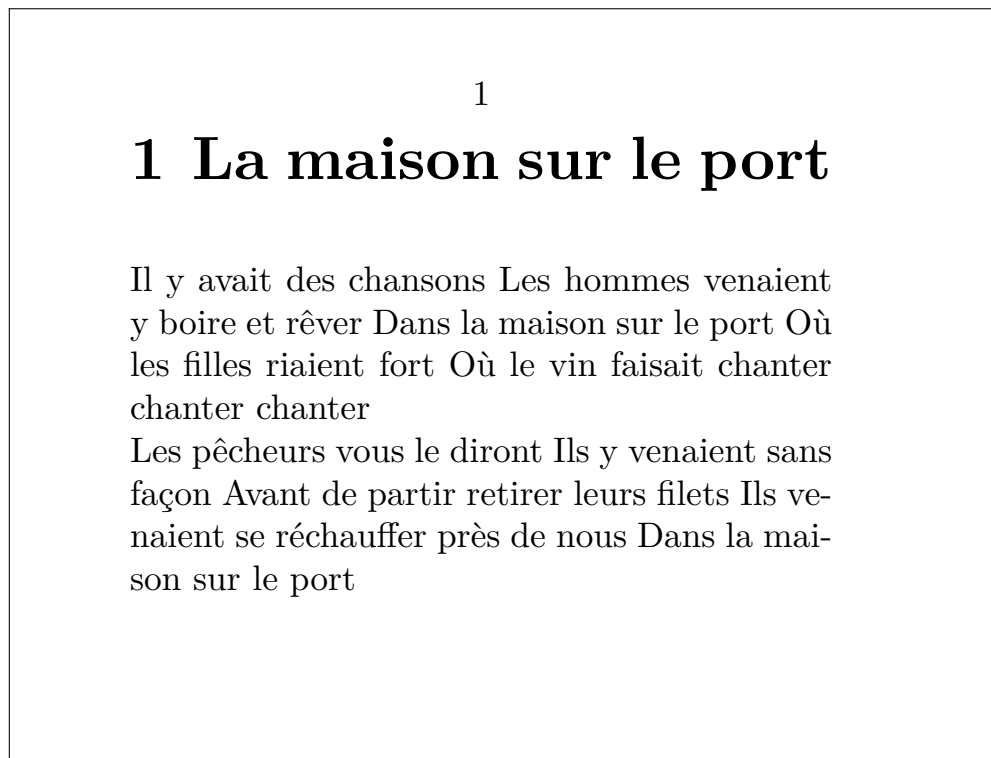 1
1 La maison sur le port
Il y avait des chansons Les hommes venaient
y boire et rêver Dans la maison sur le port Où
les filles riaient fort Où le vin faisait chanter
chanter chanter
Les pêcheurs vous le diront Ils y venaient sans
façon Avant de partir retirer leurs filets Ils ve-
naient se réchauffer près de nous Dans la mai-
son sur le port